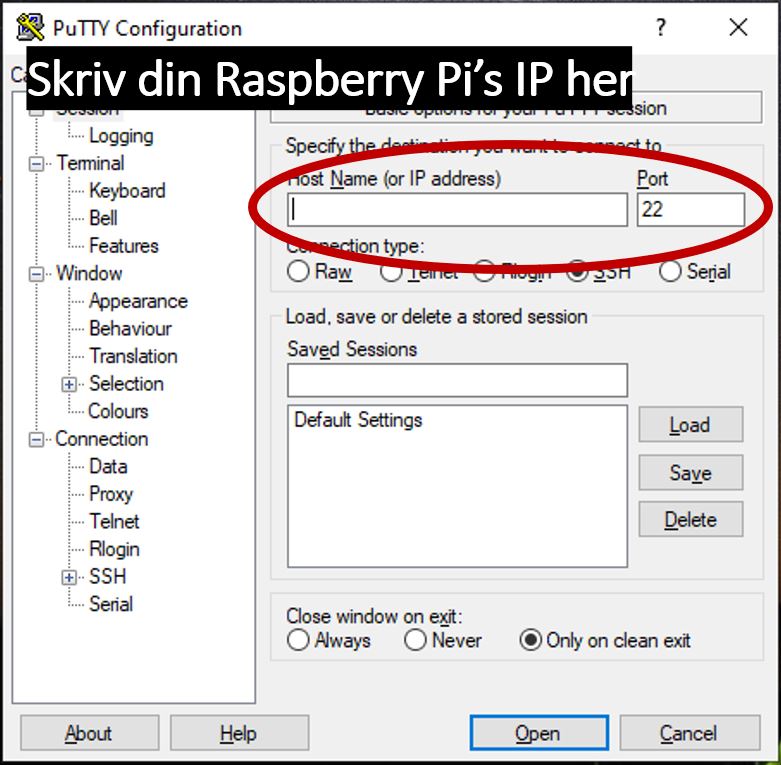 PuTTY Configuration
?
Skriv din Raspberry Pi's IP her
Session
Logging
Terminal
Keyboard
Bell
Features
Window
Appearance
Behaviour
Translation
Selection
Colours
Connection
Data
Proxy
Telnet
Rlogin
SSH
Serial
Basic options for your PuTTY session
Specify the destination you want to connect to
Host Name (or IP address) Port
22
Connection type:
Raw Telnet Rlogin SSH Serial
Load, save or delete a stored session
Saved Sessions
Default Settings
Load
Save
Delete
Close window on exit:
Always Never Only on clean exit
About Help Open Cancel